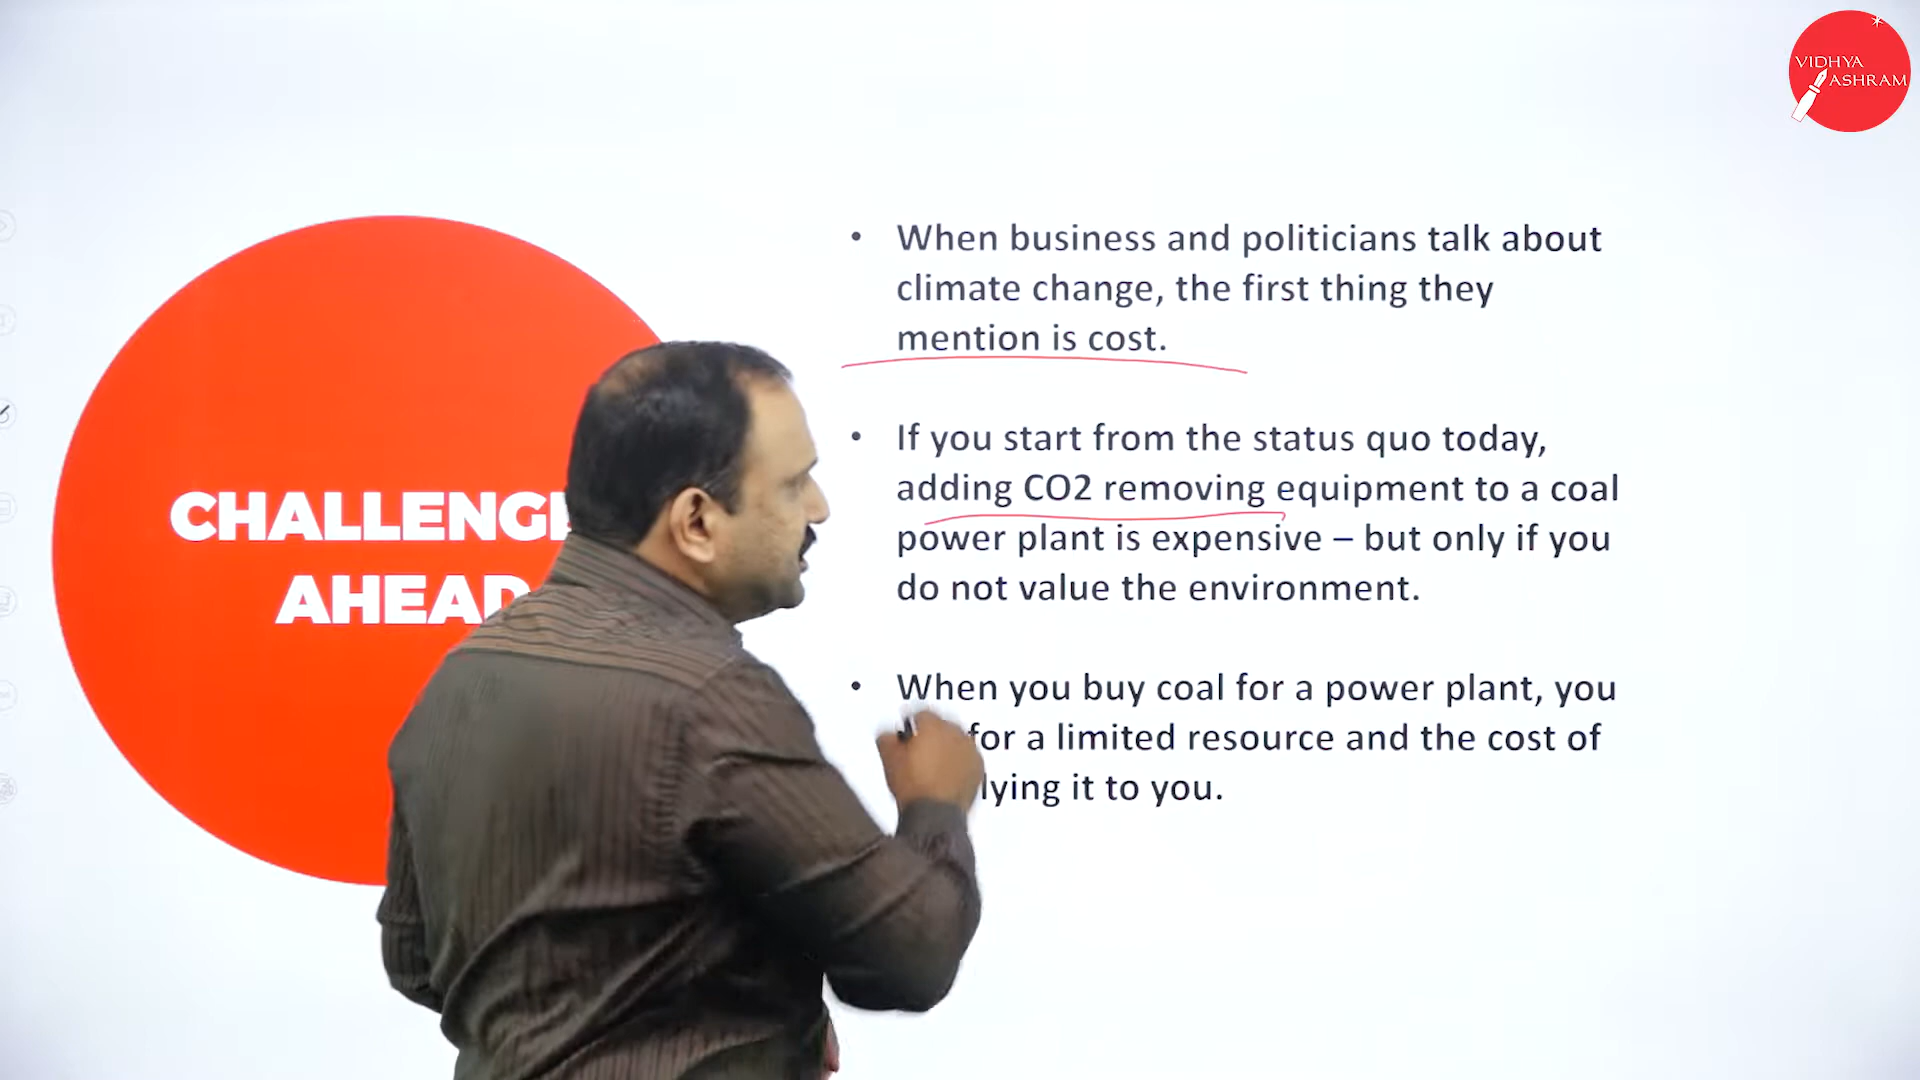 VIDHYA
ASHRAM
CHALLENGE
AHEAD
• When business and politicians talk about
climate change, the first thing they
mention is cost.
• If you start from the status quo today,
adding CO2 removing equipment to a coal
power plant is expensive – but only if you
do not value the environment.
• When you buy coal for a power plant, you
for a limited resource and the cost of
lying it to you.